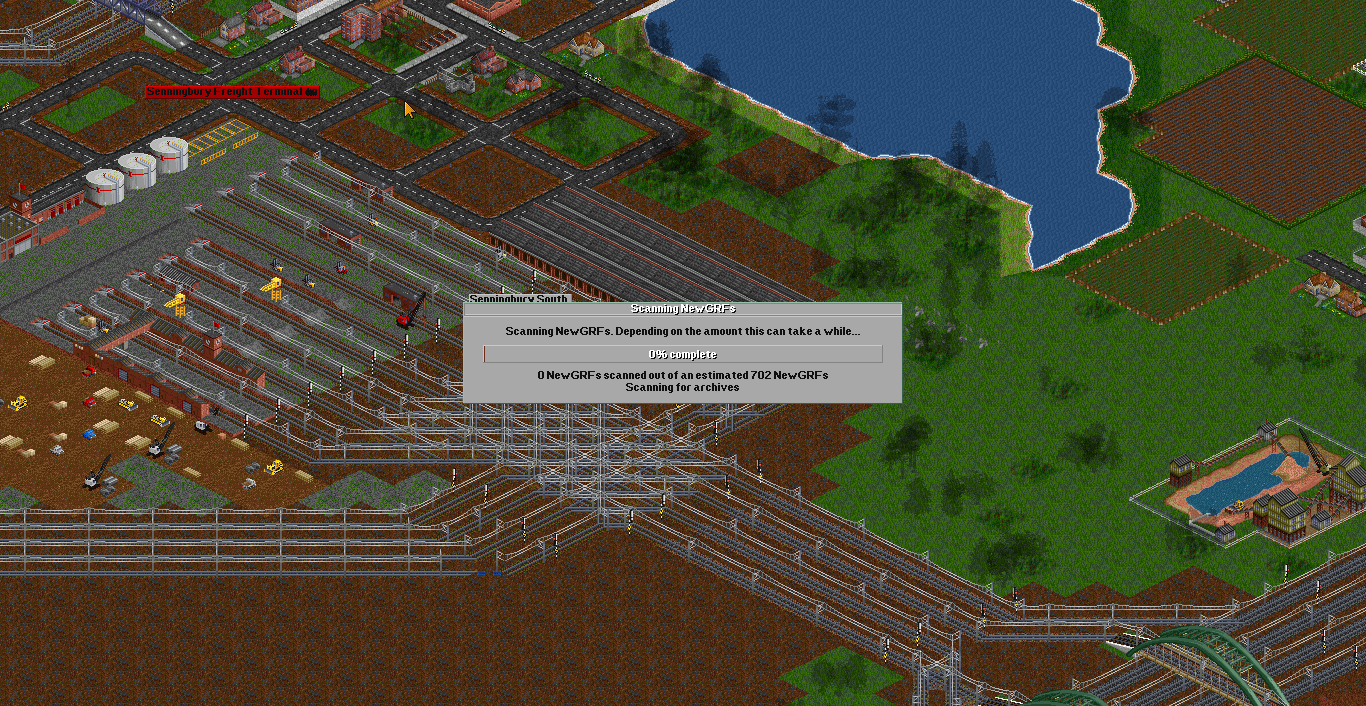 Senningbury Freight Terminal
Senningbury South
Scanning NewGRFs
Scanning NewGRFs. Depending on the amount this can take a while...
0% complete
0 NewGRFs scanned out of an estimated 702 NewGRFs
Scanning for archives